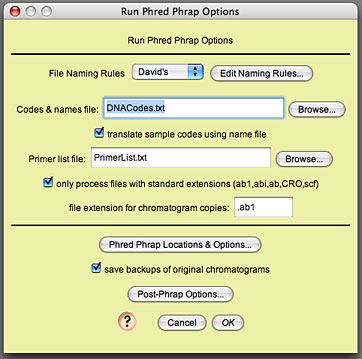 Run Phred Phrap Options
Run Phred Phrap Options
File Naming Rules David's Edit Naming Rules...
Codes & names file: DNACodes.txt Browse...
translate sample codes using name file
Primer list file: PrimerList.txt Browse...
only process files with standard extensions (ab1,abi,ab,CRO,scf)
file extension for chromatogram copies: .ab1
Phred Phrap Locations & Options...
save backups of original chromatograms
Post-Phrap Options...
? Cancel OK